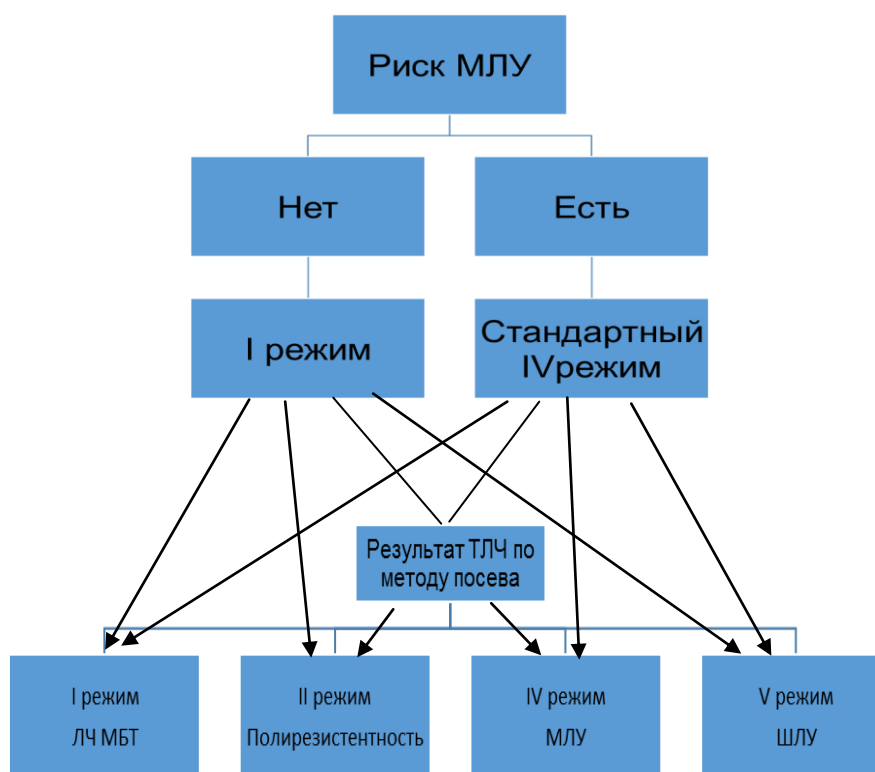 Риск МЛУ
Нет
Есть
I режим
Стандартный
IVрежим
Результат ТЛЧ по
методу посева
I режим
ЛЧ МБТ
II режим
Полирезистентность
IV режим
МЛУ
V режим
ШЛУ